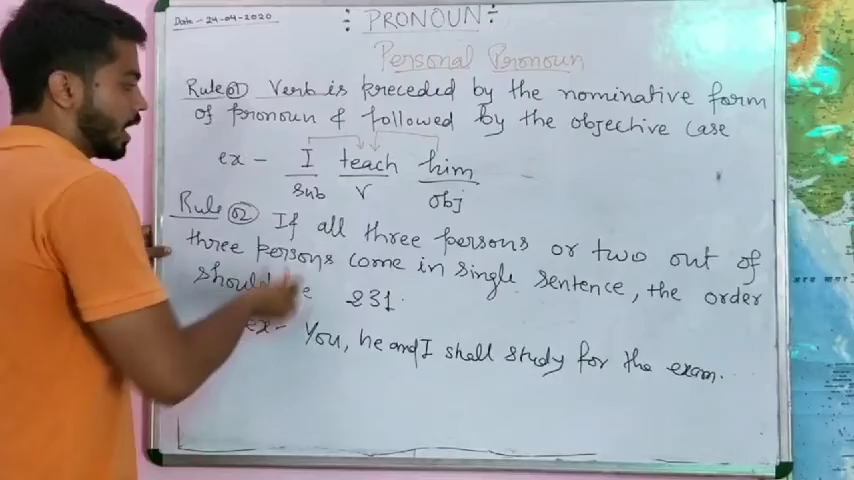 Date - 24-04-2020
÷ PRONOUN ÷
Personal Pronoun
Rule 01) Verb is preceded by the nominative form
of pronoun & followed by the objective case
ex - I teach him
sub V obj
Rule 02 If all three persons or two out of
three persons come in single sentence, the order
should 231.
ex - You, he and I shall study for the exam.